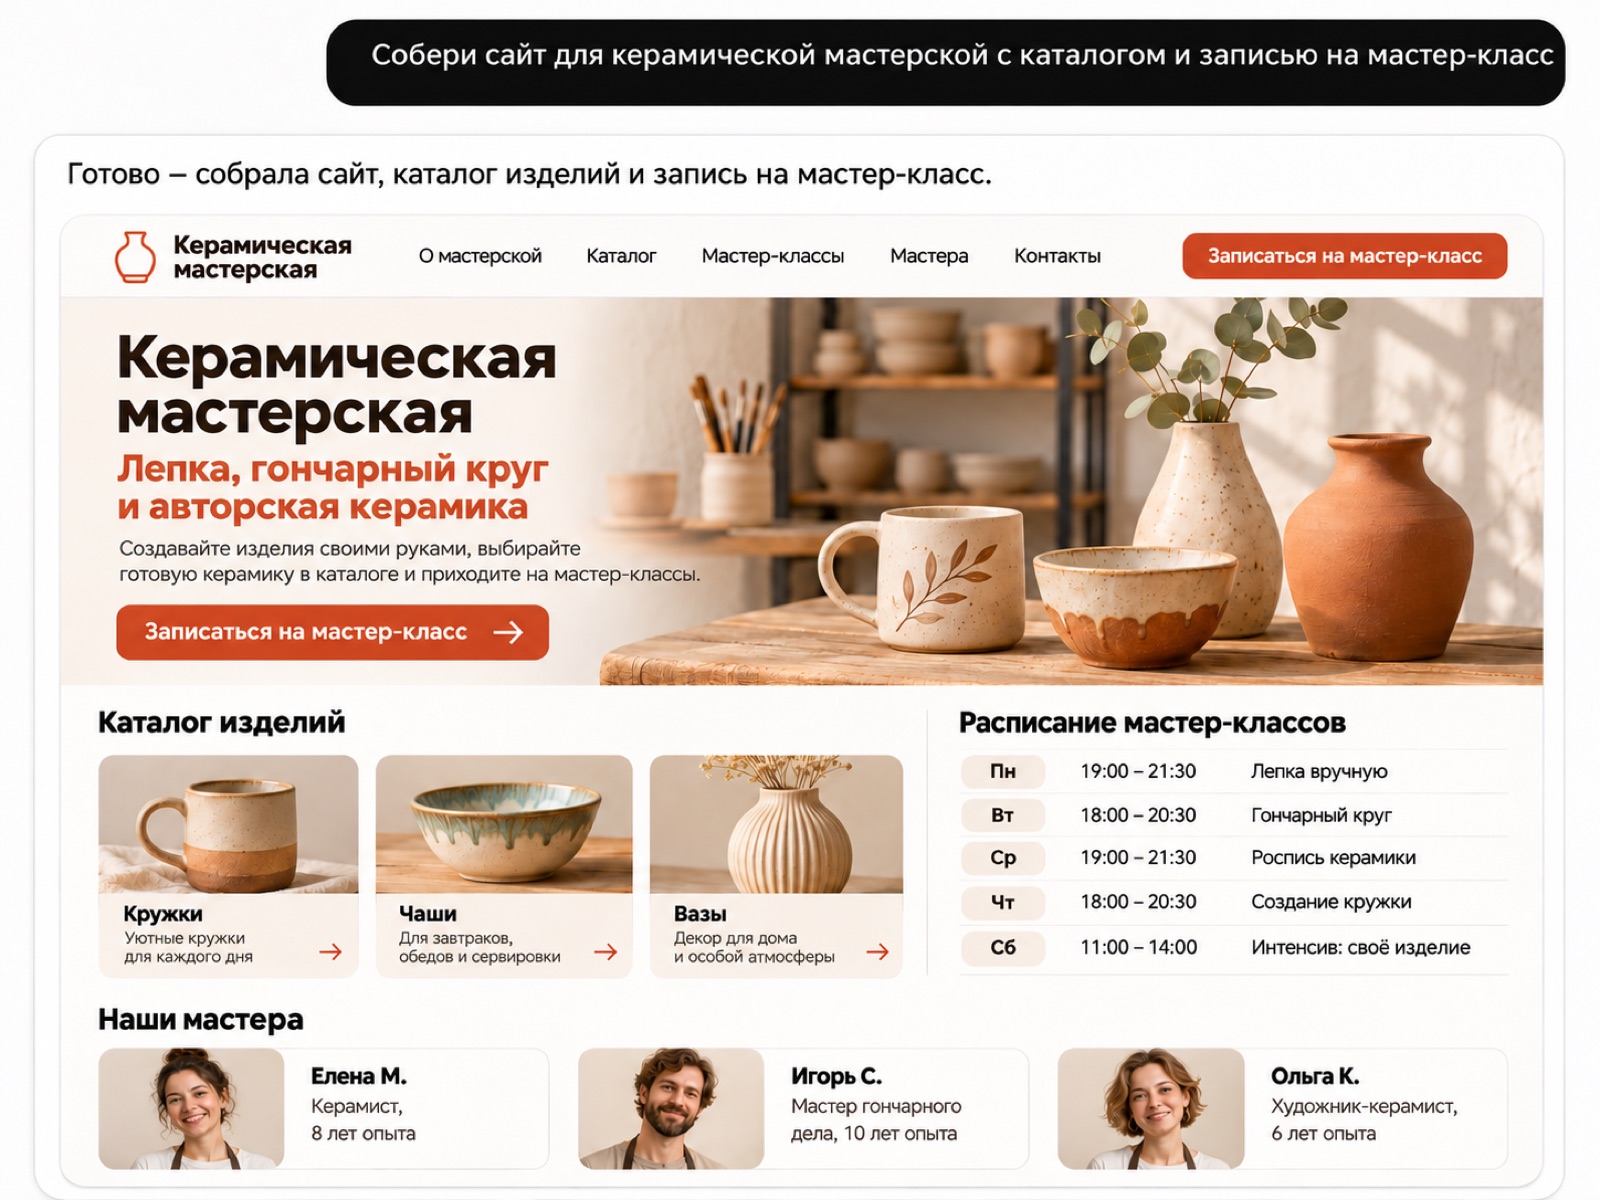 Собери сайт для керамической мастерской с каталогом и записью на мастер-класс
Готово – собрала сайт, каталог изделий и запись на мастер-класс.
Керамическая
мастерская
О мастерской
Каталог
Мастер-классы
Мастера
Контакты
Записаться на мастер-класс
Керамическая
мастерская
Лепка, гончарный круг
и авторская керамика
Создавайте изделия своими руками, выбирайте
готовую керамику в каталоге и приходите на мастер-классы.
Записаться на мастер-класс →
Каталог изделий
Кружки
Уютные кружки
для каждого дня →
Чаши
Для завтраков,
обедов и сервировки →
Вазы
Декор для дома
и особой атмосферы →
Расписание мастер-классов
Пн 19:00 – 21:30 Лепка вручную
Вт 18:00 – 20:30 Гончарный круг
Ср 19:00 – 21:30 Роспись керамики
Чт 18:00 – 20:30 Создание кружки
Сб 11:00 – 14:00 Интенсив: своё изделие
Наши мастера
Елена М.
Керамист,
8 лет опыта
Игорь С.
Мастер гончарного
дела, 10 лет опыта
Ольга К.
Художник-керамист,
6 лет опыта